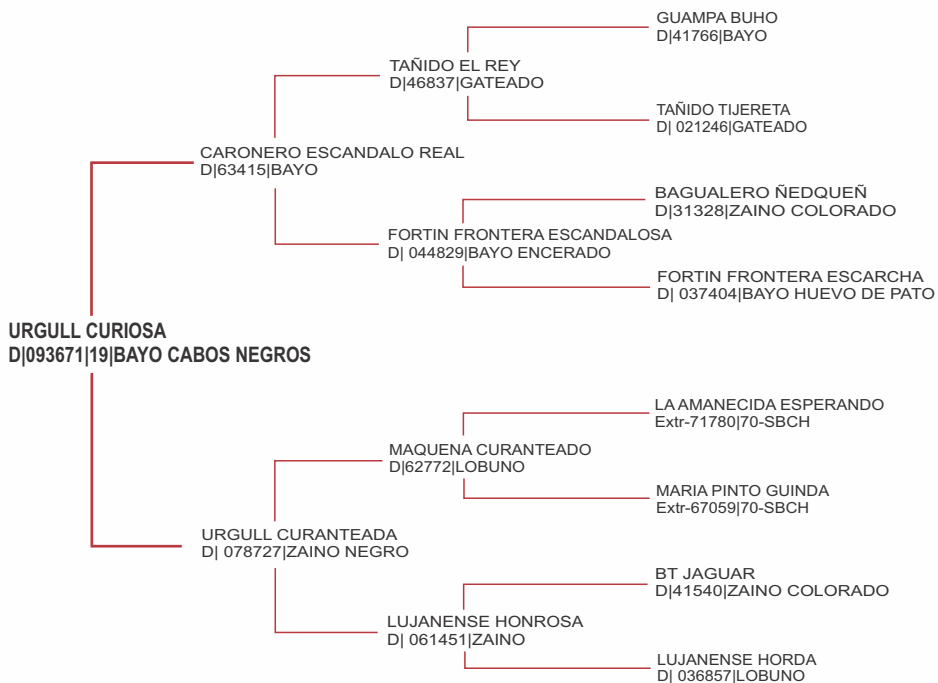 GUAMPA BUHO
D|41766|BAYO
TAÑIDO EL REY
D|46837|GATEADO
TAÑIDO TIJERETA
D| 021246|GATEADO
CARONERO ESCANDALO REAL
D|63415|BAYO
BAGUALERO ÑEDQUEÑ
D|31328|ZAINO COLORADO
FORTIN FRONTERA ESCANDALOSA
D| 044829|BAYO ENCERADO
FORTIN FRONTERA ESCARCHA
D| 037404|BAYO HUEVO DE PATO
URGULL CURIOSA
D|093671|19|BAYO CABOS NEGROS
LA AMANECIDA ESPERANDO
Extr-71780|70-SBCH
MAQUENA CURANTEADO
D|62772|LOBUNO
MARIA PINTO GUINDA
Extr-67059|70-SBCH
URGULL CURANTEADA
D| 078727|ZAINO NEGRO
BT JAGUAR
D|41540|ZAINO COLORADO
LUJANENSE HONROSA
D| 061451|ZAINO
LUJANENSE HORDA
D| 036857|LOBUNO